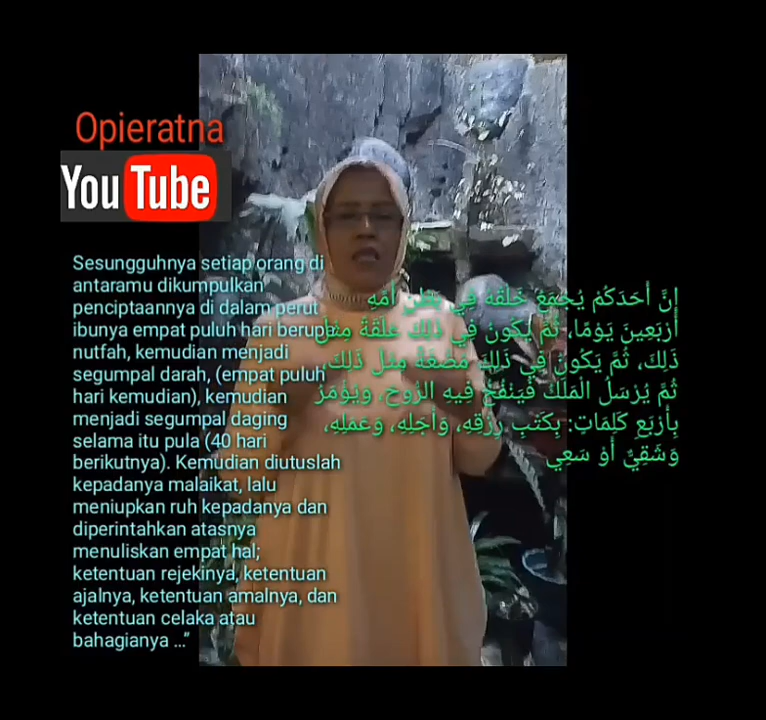 Opieratna
YouTube
Sesungguhnya setiap orang di
antaramu dikumpulkan
penciptaannya di dalam perut
ibunya empat puluh hari berupa
nutfah, kemudian menjadi
segumpal darah, (empat puluh
hari kemudian), kemudian
menjadi segumpal daging
selama itu pula (40 hari
berikutnya). Kemudian diutuslah
kepadanya malaikat, lalu
meniupkan ruh kepadanya dan
diperintahkan atasnya
menuliskan empat hal;
ketentuan rejekinya, ketentuan
ajalnya, ketentuan amalnya, dan
ketentuan celaka atau
bahagianya ...”
إِنَّ أَحَدَكُمْ يُجْمَعُ خَلْقُهُ فِي بَطْنِ أُمِّهِ
أَرْبَعِينَ يَوْمًا، ثُمَّ يَكُونُ فِي ذَلِكَ عَلَقَةً مِثْلَ
ذَلِكَ، ثُمَّ يَكُونُ فِي ذَلِكَ مُضْغَةً مِثْلَ ذَلِكَ،
ثُمَّ يُرْسَلُ الْمَلَكُ فَيَنْفُخُ فِيهِ الرُّوحَ، وَيُؤْمَرُ
بِأَرْبَعِ كَلِمَاتٍ: بِكَتْبِ رِزْقِهِ، وَأَجَلِهِ، وَعَمَلِهِ،
وَشَقِيٌّ أَوْ سَعِي